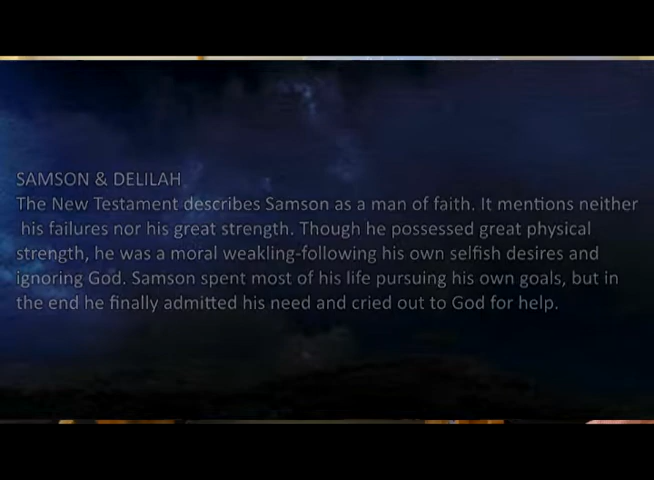 SAMSON & DELILAH
The New Testament describes Samson as a man of faith. It mentions neither
his failures nor his great strength. Though he possessed great physical
strength, he was a moral weakling-following his own selfish desires and
ignoring God. Samson spent most of his life pursuing his own goals, but in
the end he finally admitted his need and cried out to God for help.